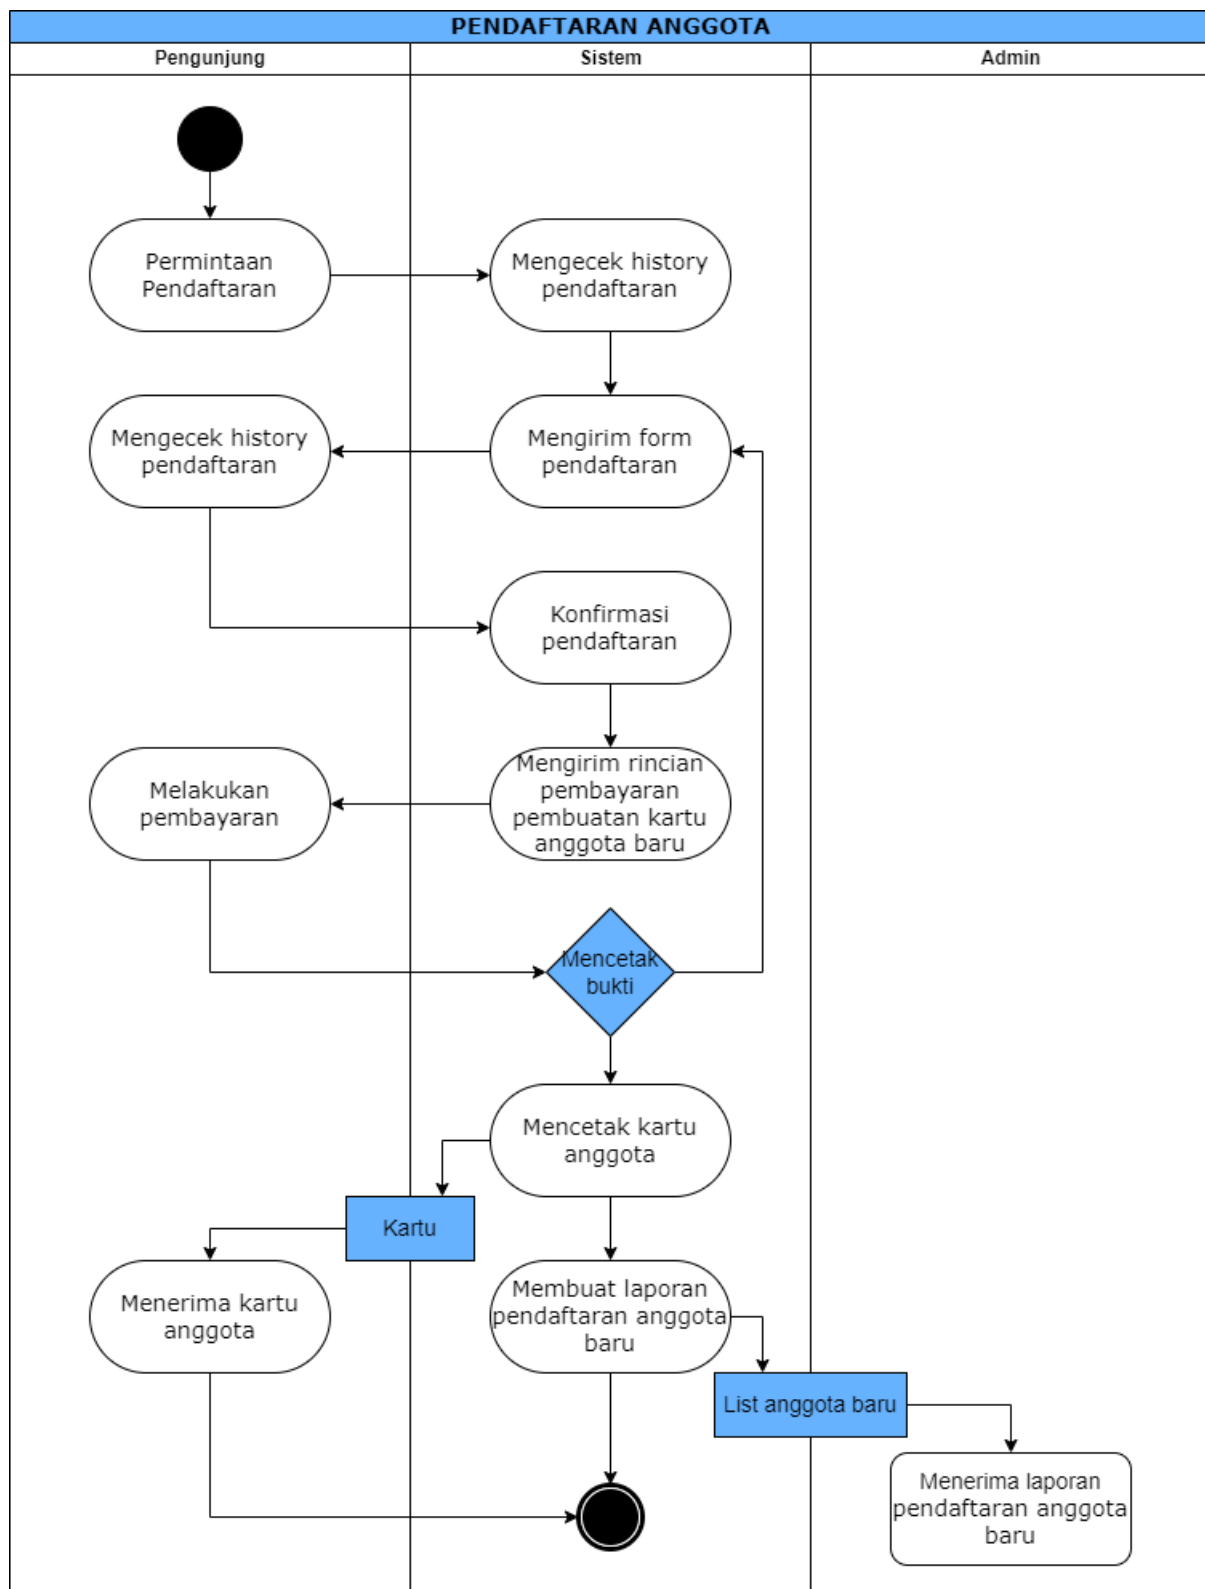 PENDAFTARAN ANGGOTA
Pengunjung
Sistem
Admin
Permintaan
Pendaftaran
Mengecek history
pendaftaran
Mengecek history
pendaftaran
Mengirim form
pendaftaran
Konfirmasi
pendaftaran
Melakukan
pembayaran
Mengirim rincian
pembayaran
pembuatan kartu
anggota baru
Mencetak
bukti
Mencetak kartu
anggota
Kartu
Menerima kartu
anggota
Membuat laporan
pendaftaran anggota
baru
List anggota baru
Menerima laporan
pendaftaran anggota
baru